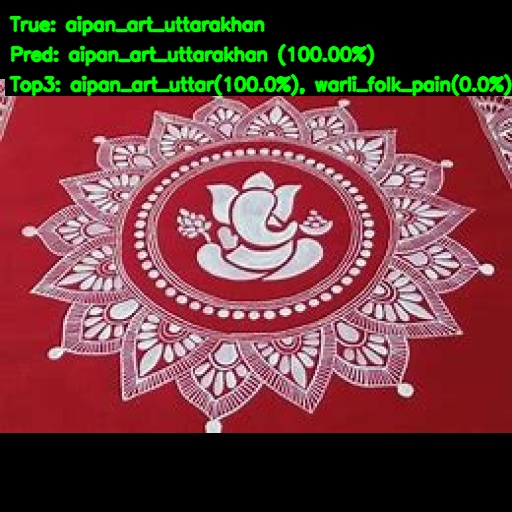 True: aipan_art_uttarakhan
Pred: aipan_art_uttarakhan (100.00%)
Top3: aipan_art_uttar(100.0%), warli_folk_pain(0.0%)